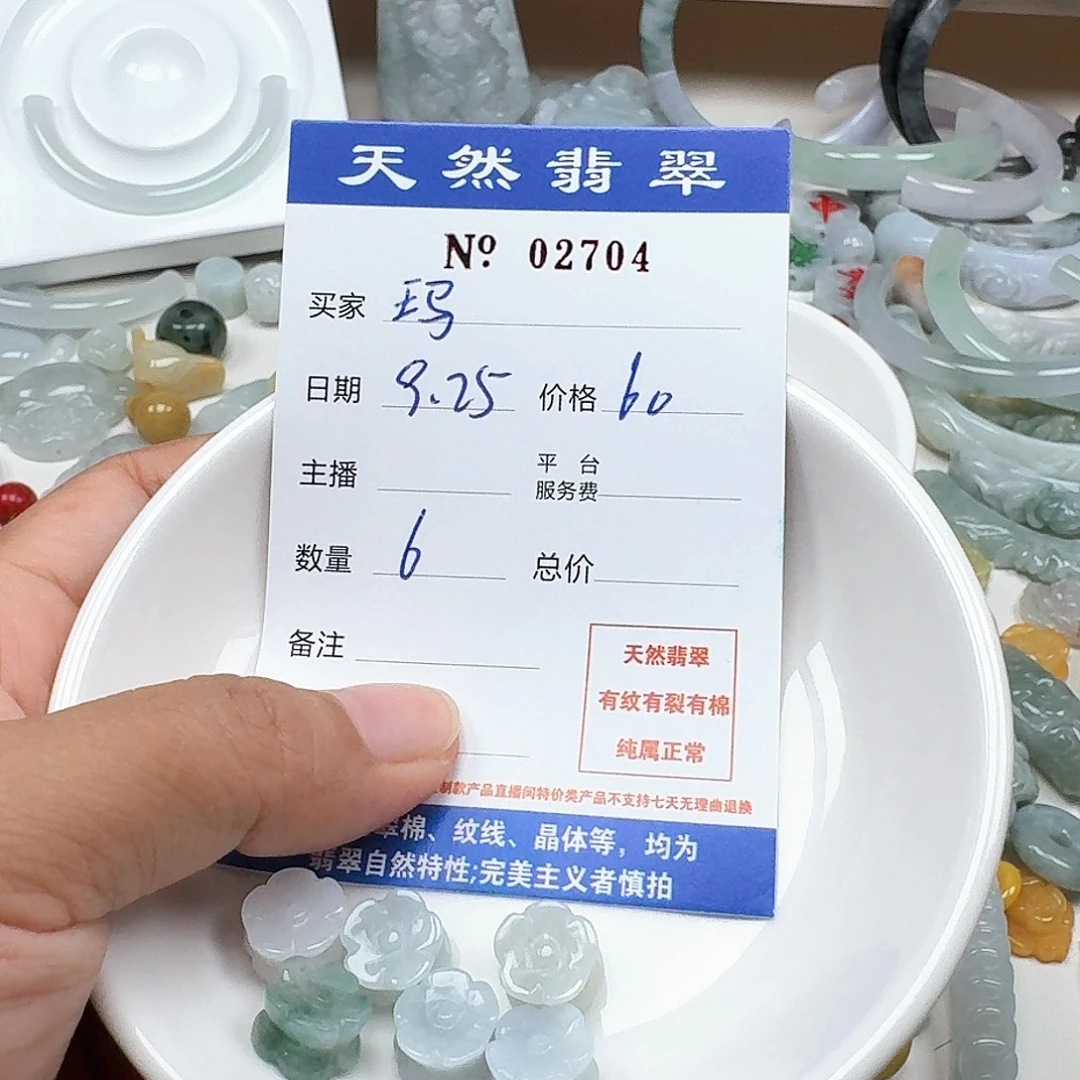 天然翡翠
Nº 02704
买家 玛
日期 9.25 价格 60
主播 平台服务费
数量 6 总价
备注
天然翡翠
有纹有裂有棉
纯属正常
制款产品直播间特价类产品不支持七天无理由退换
翠棉、纹线、晶体等，均为
翡翠自然特性;完美主义者慎拍